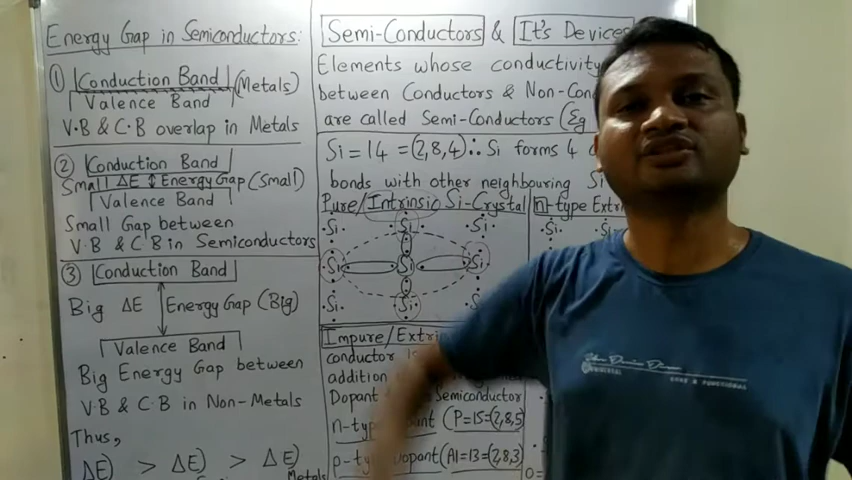 Energy Gap in Semiconductors:
① Conduction Band
(Metals)
Valence Band
V.B & C.B overlap in Metals
② Conduction Band
Small ΔE ↕ Energy Gap (Small)
Valence Band
Small Gap between
V.B & C.B in Semiconductors
③ Conduction Band
Big ΔE Energy Gap (Big)
Valence Band
Big Energy Gap between
V.B & C.B in Non-Metals
Thus,
ΔE) > ΔE) > ΔE)
Metals
Semi-Conductors & It's Devices
Elements whose conductivity
between Conductors & Non-Con
are called Semi-Conductors (Eg
Si = 14 = (2,8,4) ∴ Si forms 4
bonds with other neighbouring Si
Pure/Intrinsic Si-Crystal
Si Si Si
Si Si Si
Si Si S
n-type Extr
Si Si
Impure/Extri
conductor is
addition
Dopant Semiconductor
n-type (P=15=(2,8,5)
p-type Dopant (Al=13=(2,8,3)